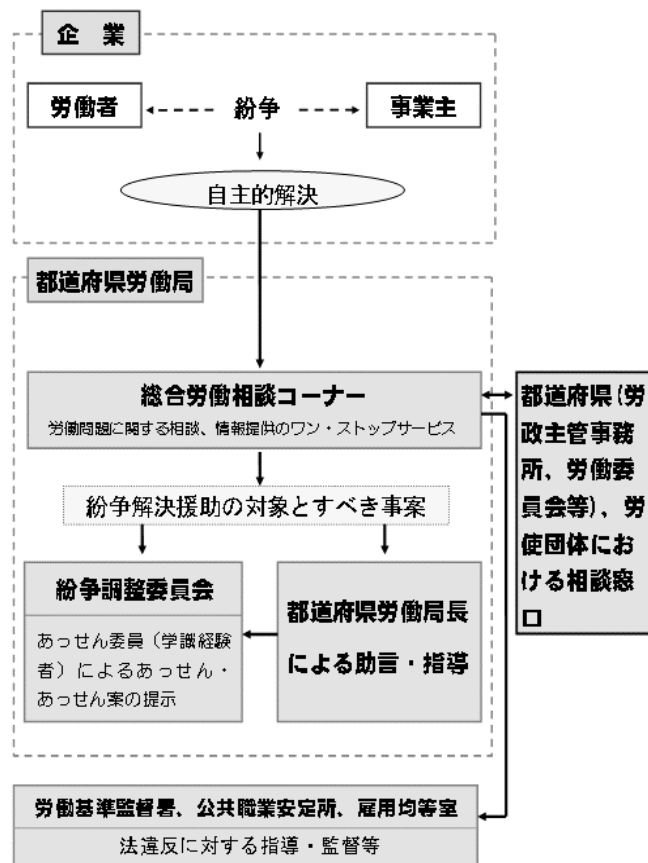 企　業
労働者
紛争
事業主
自主的解決
都道府県労働局
総合労働相談コーナー
労働問題に関する相談、情報提供のワン・ストップサービス
都道府県(労
政主管事務
所、労働委
員会等)、労
使団体にお
ける相談窓
口
紛争解決援助の対象とすべき事案
紛争調整委員会
あっせん委員（学識経験
者）によるあっせん・
あっせん案の提示
都道府県労働局長
による助言・指導
労働基準監督署、公共職業安定所、雇用均等室
法違反に対する指導・監督等